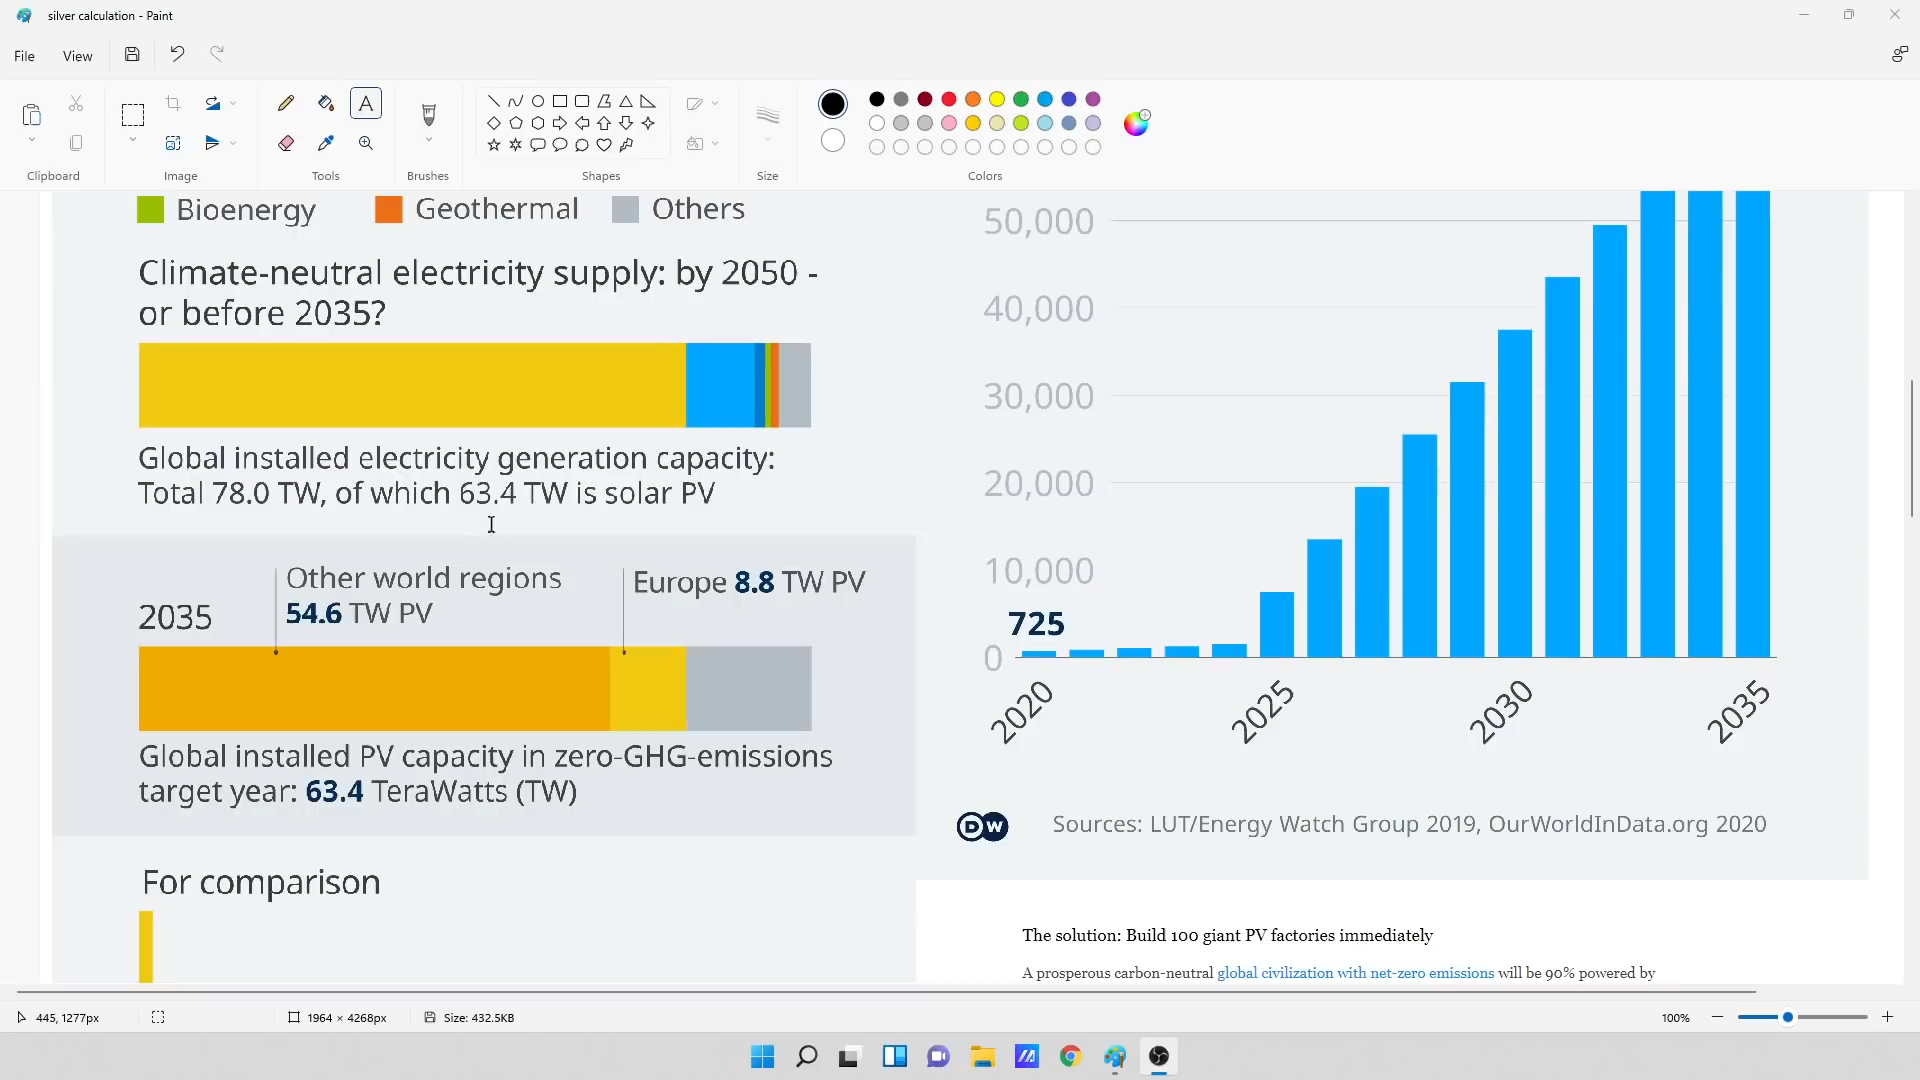 silver calculation - Paint
File
View
Clipboard
Image
Tools
Brushes
Shapes
Size
Colors
Bioenergy
Geothermal
Others
Climate-neutral electricity supply: by 2050 -
or before 2035?
Global installed electricity generation capacity:
Total 78.0 TW, of which 63.4 TW is solar PV
2035
Other world regions
54.6 TW PV
Europe 8.8 TW PV
Global installed PV capacity in zero-GHG-emissions
target year: 63.4 TeraWatts (TW)
For comparison
50,000
40,000
30,000
20,000
10,000
725
0
2020
2025
2030
2035
DW
Sources: LUT/Energy Watch Group 2019, OurWorldInData.org 2020
The solution: Build 100 giant PV factories immediately
A prosperous carbon-neutral global civilization with net-zero emissions will be 90% powered by
445, 1277px
1964 × 4268px
Size: 432.5KB
100%